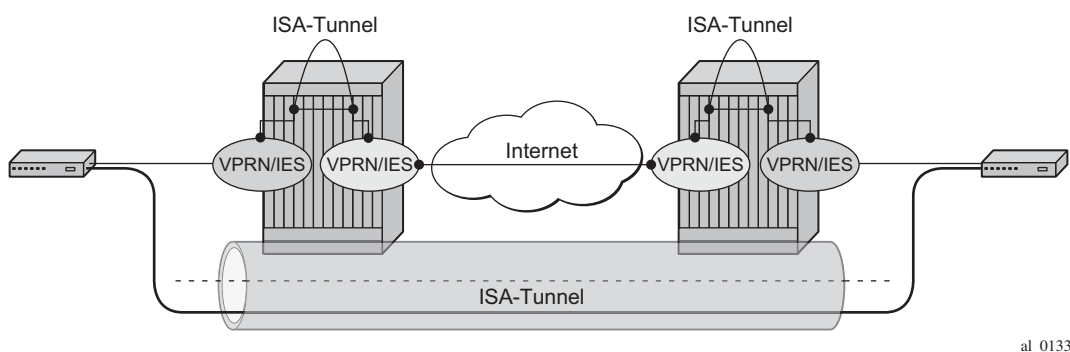 ISA-Tunnel
ISA-Tunnel
VPRN/IES
VPRN/IES
Internet
VPRN/IES
VPRN/IES
ISA-Tunnel
al_0133